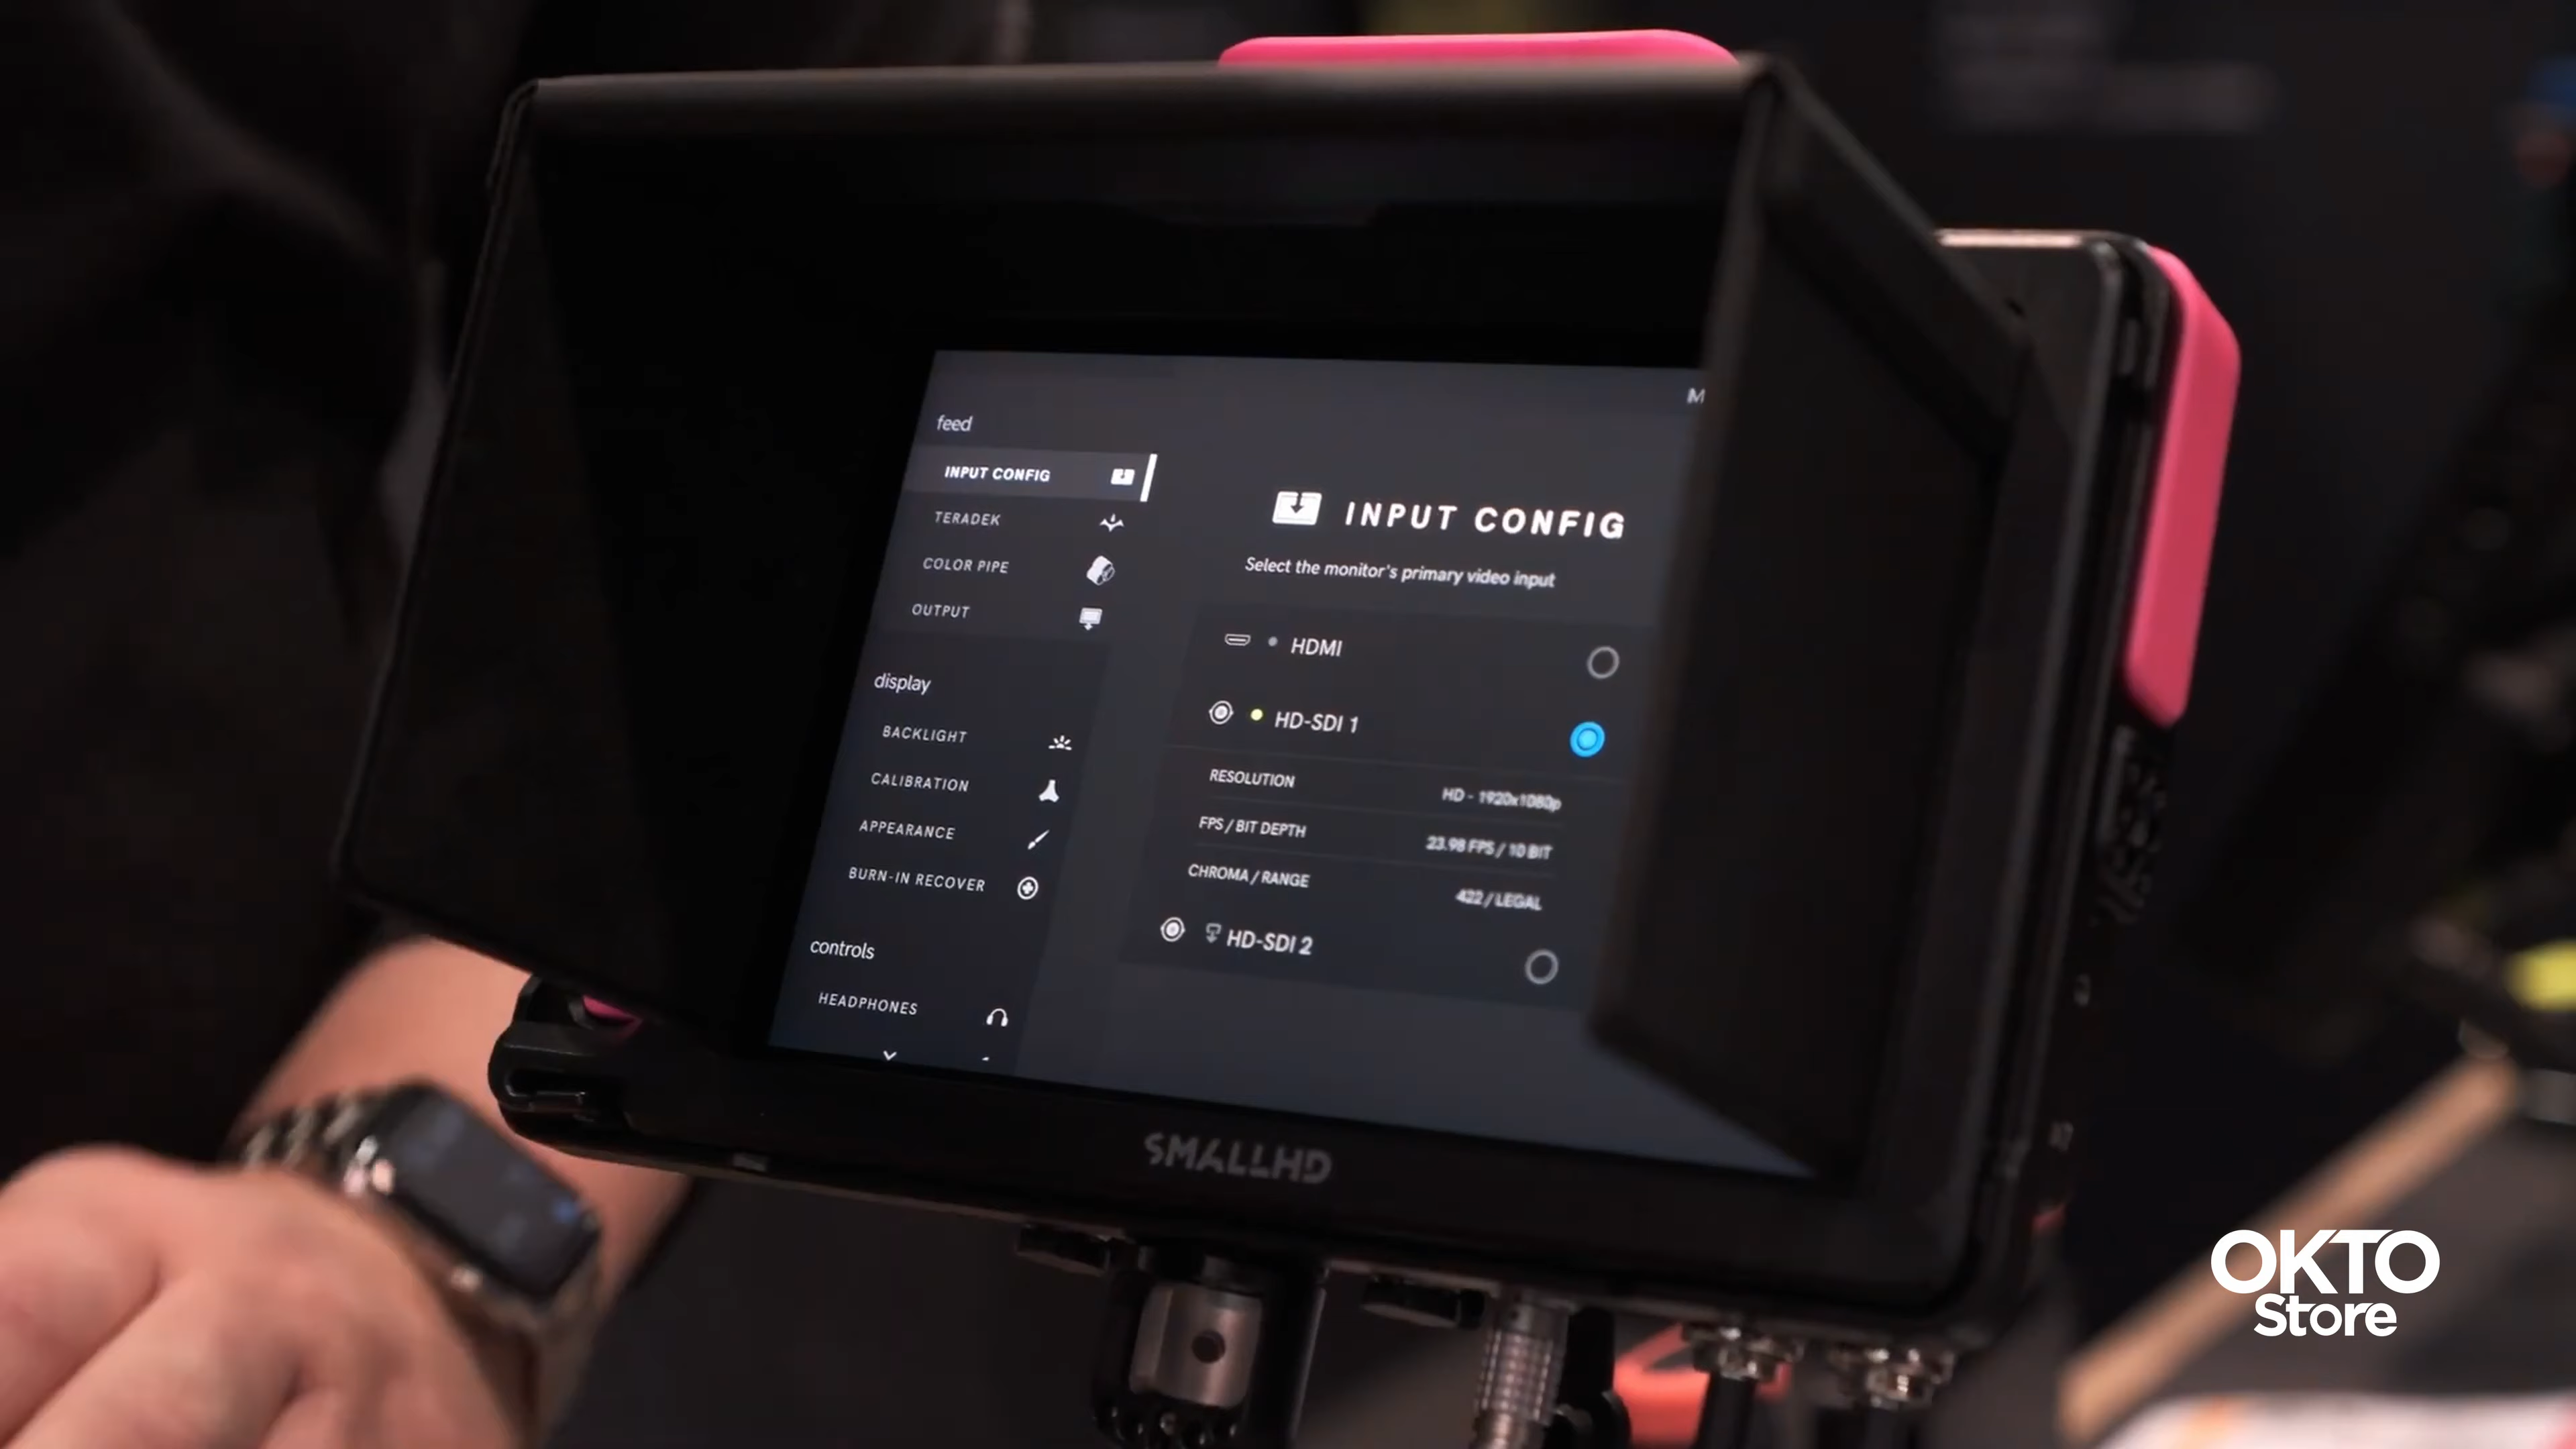 M
feed
INPUT CONFIG
TERADEK
COLOR PIPE
OUTPUT
display
BACKLIGHT
CALIBRATION
APPEARANCE
BURN-IN RECOVER
controls
HEADPHONES
INPUT CONFIG
Select the monitor's primary video input
HDMI
HD-SDI 1
RESOLUTION HD - 1920x1080p
FPS / BIT DEPTH 23.98 FPS / 10 BIT
CHROMA / RANGE 422 / LEGAL
HD-SDI 2
SMALLHD
OKTO
Store